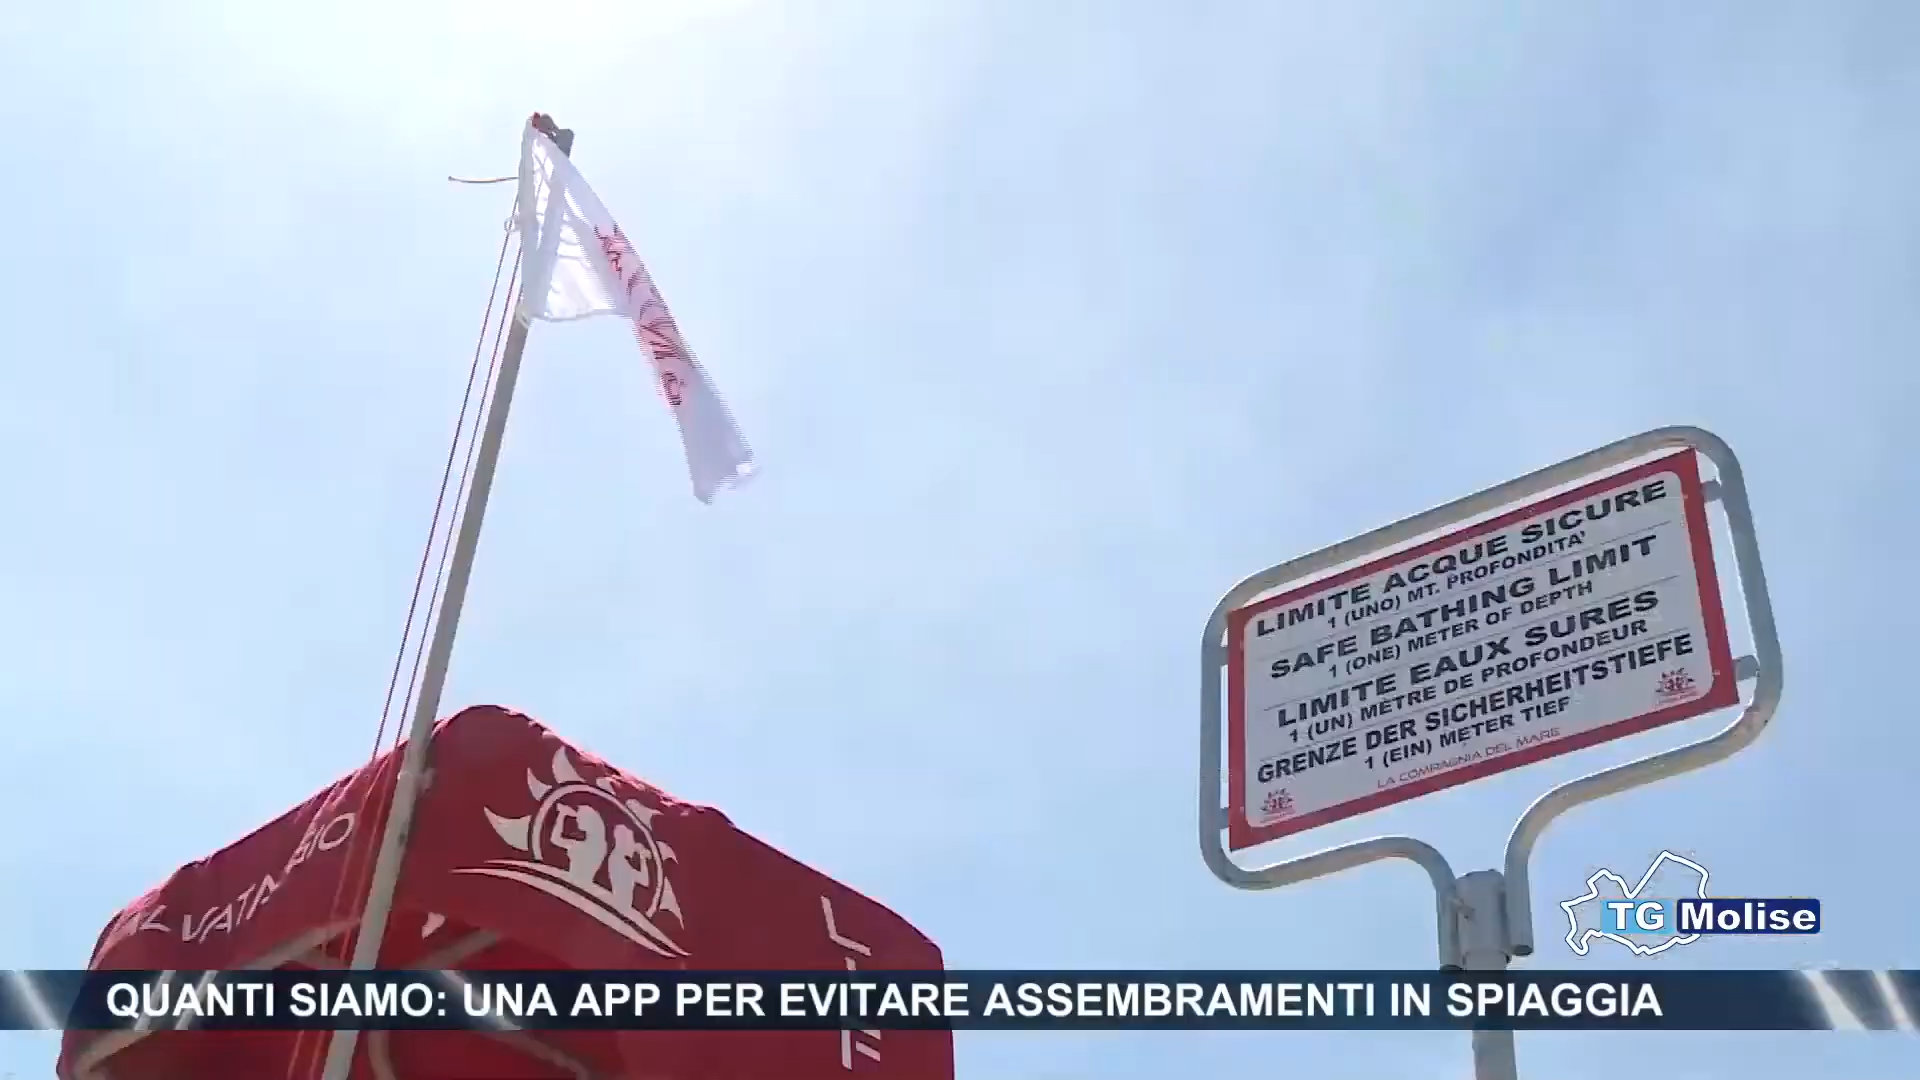 LIMITE ACQUE SICURE
1 (UNO) MT. PROFONDITA'
SAFE BATHING LIMIT
1 (ONE) METER OF DEPTH
LIMITE EAUX SURES
1 (UN) MÈTRE DE PROFONDEUR
GRENZE DER SICHERHEITSTIEFE
1 (EIN) METER TIEF
LA COMPAGNIA DEL MARE
TG Molise
QUANTI SIAMO: UNA APP PER EVITARE ASSEMBRAMENTI IN SPIAGGIA